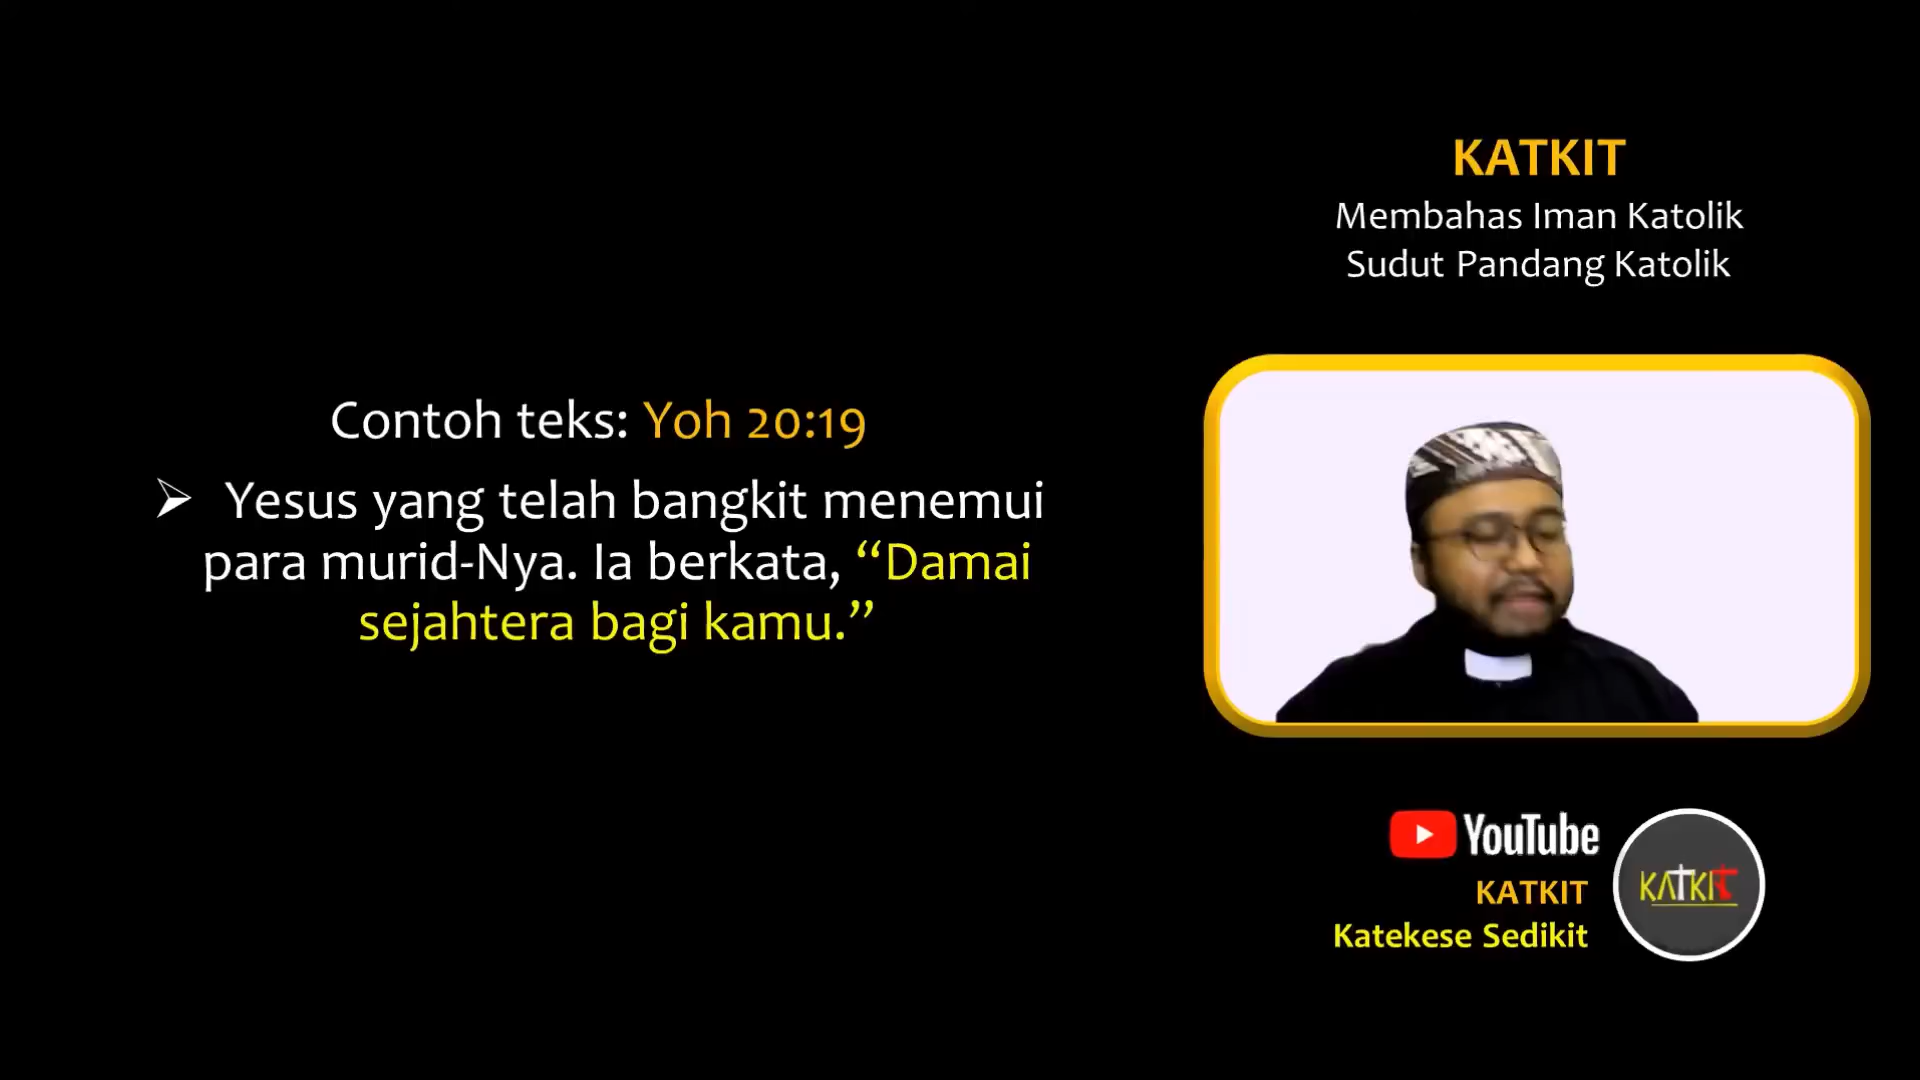 Contoh teks: Yoh 20:19
➢ Yesus yang telah bangkit menemui
para murid-Nya. Ia berkata, “Damai
sejahtera bagi kamu.”
KATKIT
Membahas Iman Katolik
Sudut Pandang Katolik
YouTube
KATKIT
Katekese Sedikit
KATKIT